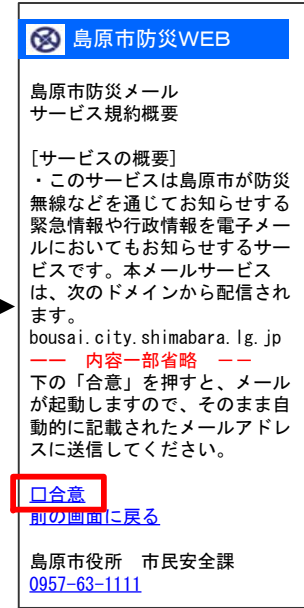 島原市防災WEB
島原市防災メール
サービス規約概要
[サービスの概要]
・このサービスは島原市が防災
無線などを通じてお知らせする
緊急情報や行政情報を電子メー
ルにおいてもお知らせするサー
ビスです。本メールサービス
は、次のドメインから配信され
ます。
bousai.city.shimabara.lg.jp
ーー 内容一部省略 ーー
下の「合意」を押すと、メール
が起動しますので、そのまま自
動的に記載されたメールアドレ
スに送信してください。
口合意
前の画面に戻る
島原市役所 市民安全課
0957-63-1111